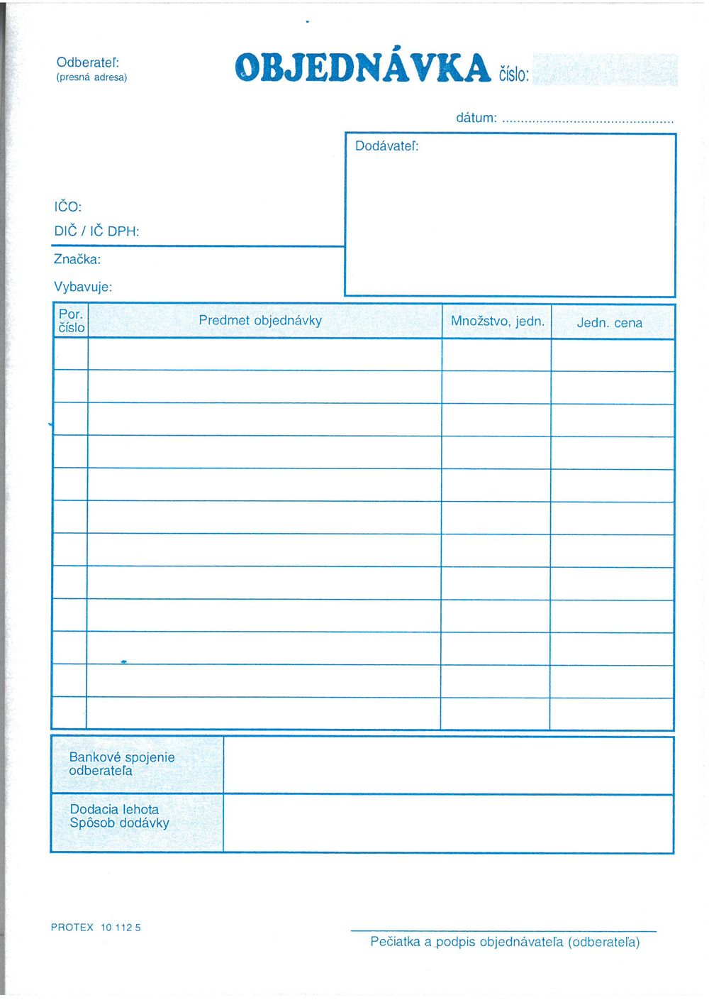 Odberateľ:
(presná adresa)
OBJEDNÁVKA číslo:
dátum: ..............................................
Dodávateľ:
IČO:
DIČ / IČ DPH:
Značka:
Vybavuje:
Por. číslo
Predmet objednávky
Množstvo, jedn.
Jedn. cena
Bankové spojenie
odberateľa
Dodacia lehota
Spôsob dodávky
PROTEX 10 112 5
Pečiatka a podpis objednávateľa (odberateľa)